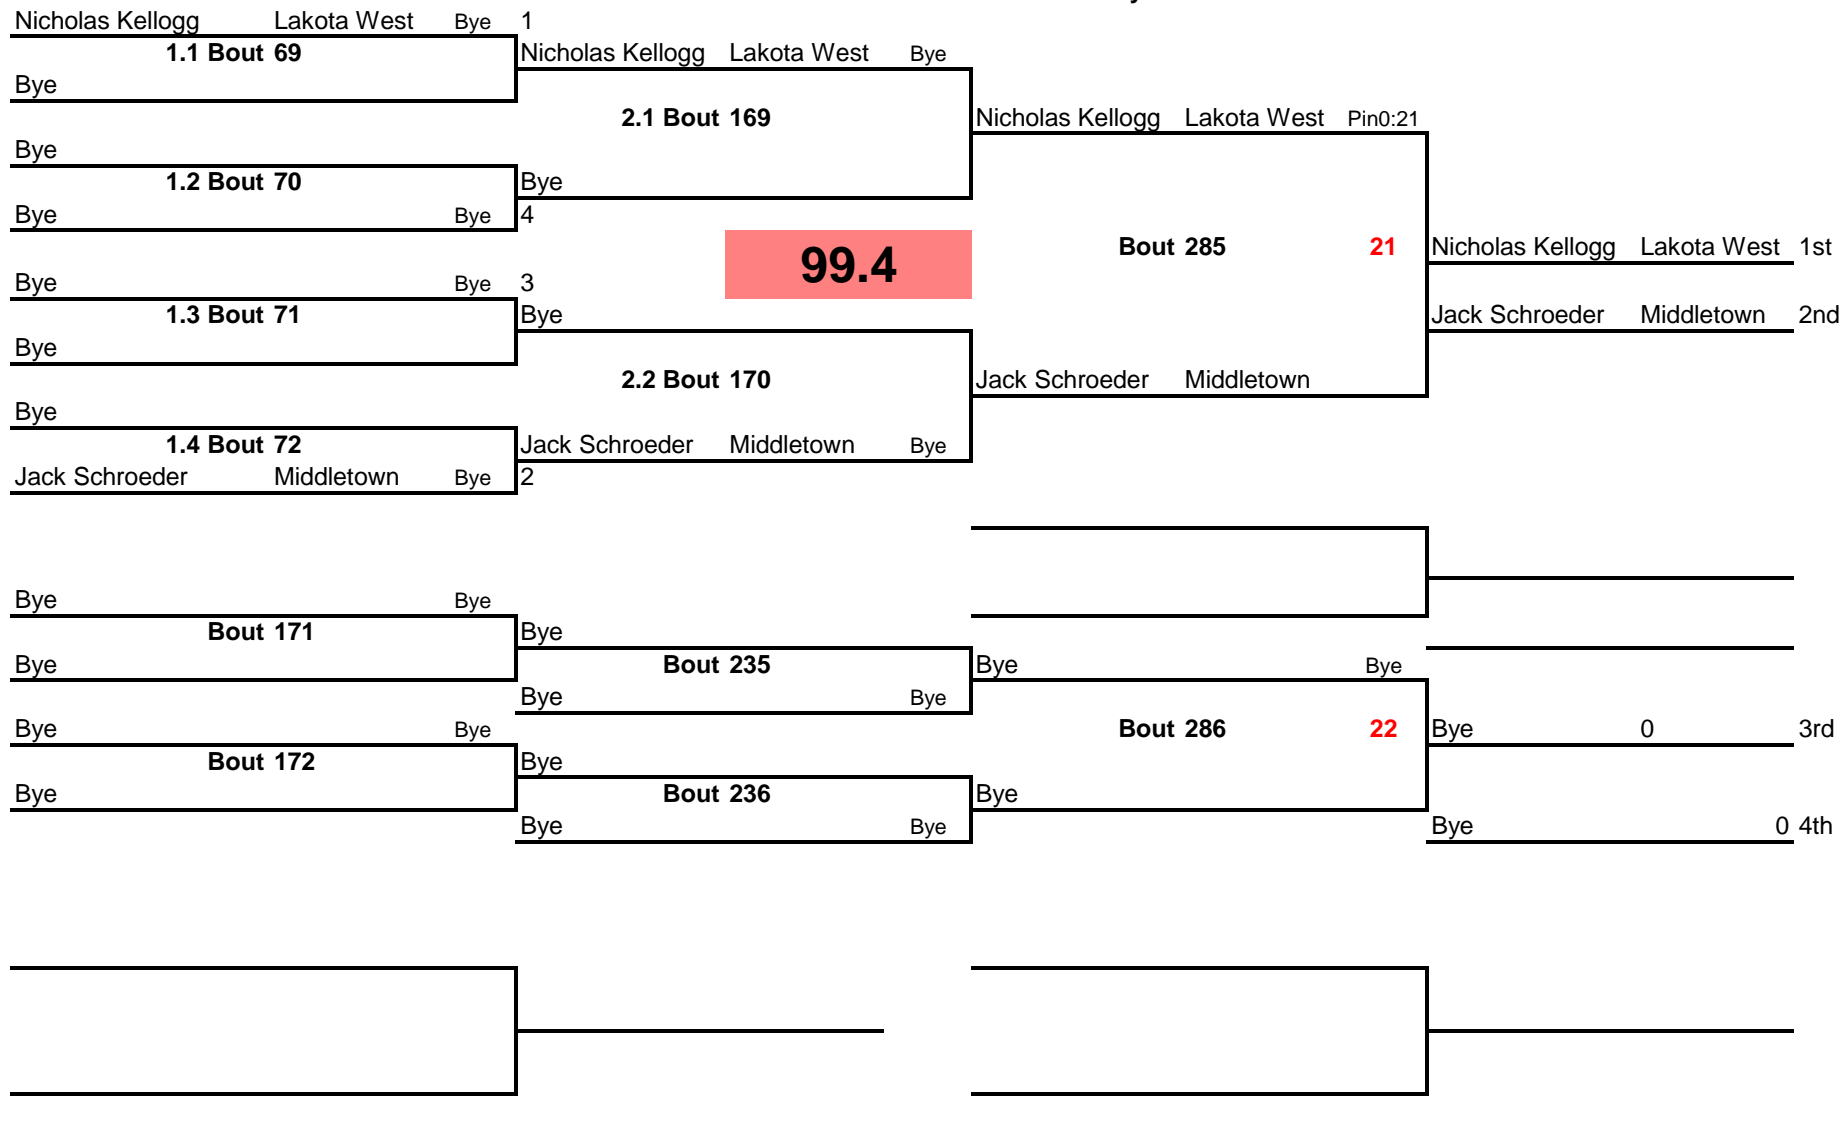 Nicholas Kellogg Lakota West Bye 1
1.1 Bout 69 Nicholas Kellogg Lakota West Bye
Bye
2.1 Bout 169 Nicholas Kellogg Lakota West Pin0:21
Bye
1.2 Bout 70 Bye
Bye Bye 4
Bout 285 21 Nicholas Kellogg Lakota West 1st
99.4
Bye Bye 3
1.3 Bout 71 Bye Jack Schroeder Middletown 2nd
Bye
2.2 Bout 170 Jack Schroeder Middletown
Bye
1.4 Bout 72 Jack Schroeder Middletown Bye
Jack Schroeder Middletown Bye 2
Bye Bye
Bout 171 Bye
Bye Bout 235 Bye Bye
Bye Bye
Bye Bye Bout 286 22 Bye 0 3rd
Bout 172 Bye
Bye Bout 236 Bye
Bye Bye Bye 0 4th